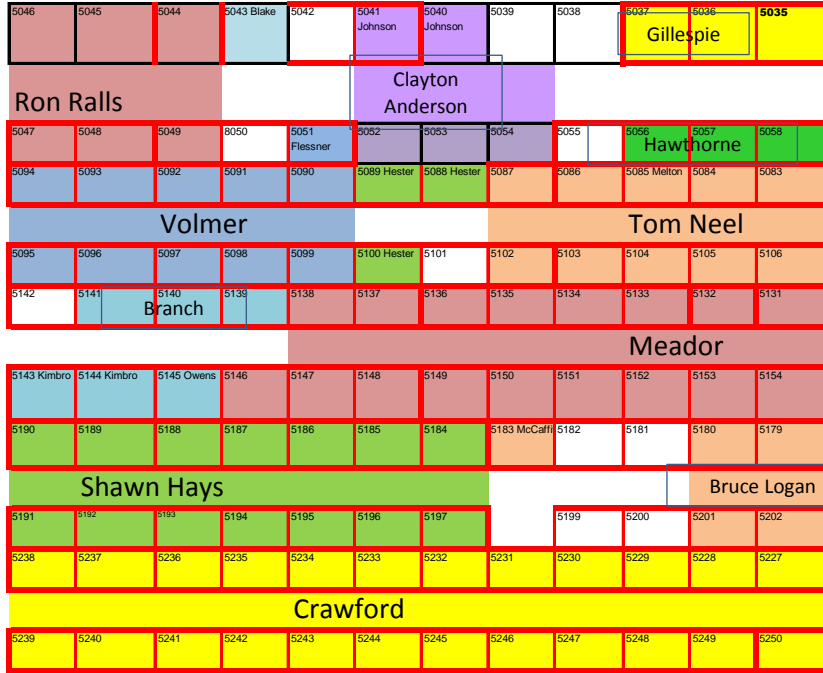 5046 5045 5044 5043 Blake 5042 5041 Johnson 5040 Johnson 5039 5038 5037 5036 5035
Gillespie
Ron Ralls
Clayton
Anderson
5047 5048 5049 8050 5051 Flessner 5052 5053 5054 5055 5056 5057 5058
Hawthorne
5094 5093 5092 5091 5090 5089 Hester 5088 Hester 5087 5086 5085 Melton 5084 5083
Volmer Tom Neel
5095 5096 5097 5098 5099 5100 Hester 5101 5102 5103 5104 5105 5106
5142 5141 5140 5139 5138 5137 5136 5135 5134 5133 5132 5131
Branch
Meador
5143 Kimbro 5144 Kimbro 5145 Owens 5146 5147 5148 5149 5150 5151 5152 5153 5154
5190 5189 5188 5187 5186 5185 5184 5183 McCaffi 5182 5181 5180 5179
Shawn Hays Bruce Logan
5191 5192 5193 5194 5195 5196 5197 5199 5200 5201 5202
5238 5237 5236 5235 5234 5233 5232 5231 5230 5229 5228 5227
Crawford
5239 5240 5241 5242 5243 5244 5245 5246 5247 5248 5249 5250